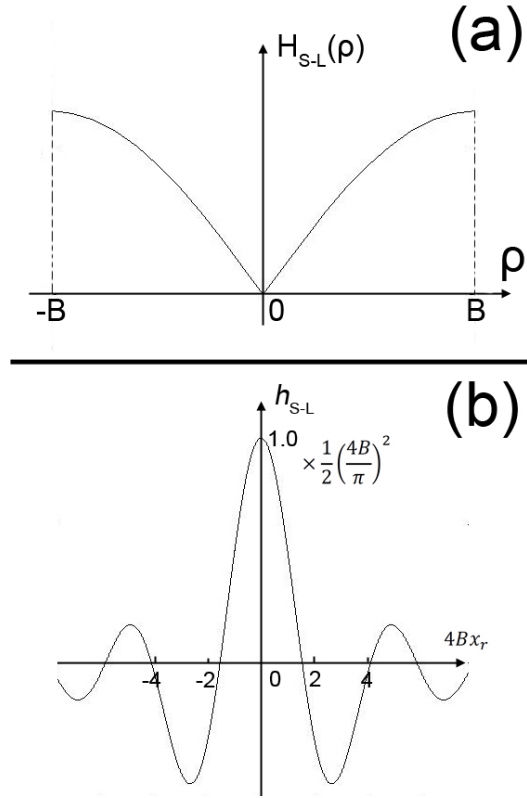 (a)
H_S-L(ρ)
ρ
-B 0 B
(b)
h_S-L
1.0
× 1/2 (4B/π)²
4Bx_r
-4 -2 0 2 4